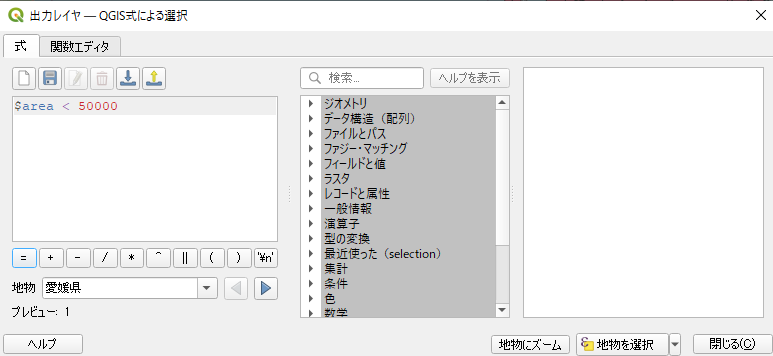 出力レイヤ — QGIS式による選択
式 関数エディタ
検索... ヘルプを表示
$area < 50000
ジオメトリ
データ構造（配列）
ファイルとパス
ファジー・マッチング
フィールドと値
ラスタ
レコードと属性
一般情報
演算子
型の変換
最近使った（selection）
集計
条件
色
数学
= + - / * ^ || ( ) '¥n'
地物 愛媛県
プレビュー: 1
ヘルプ 地物にズーム 地物を選択 閉じる(C)